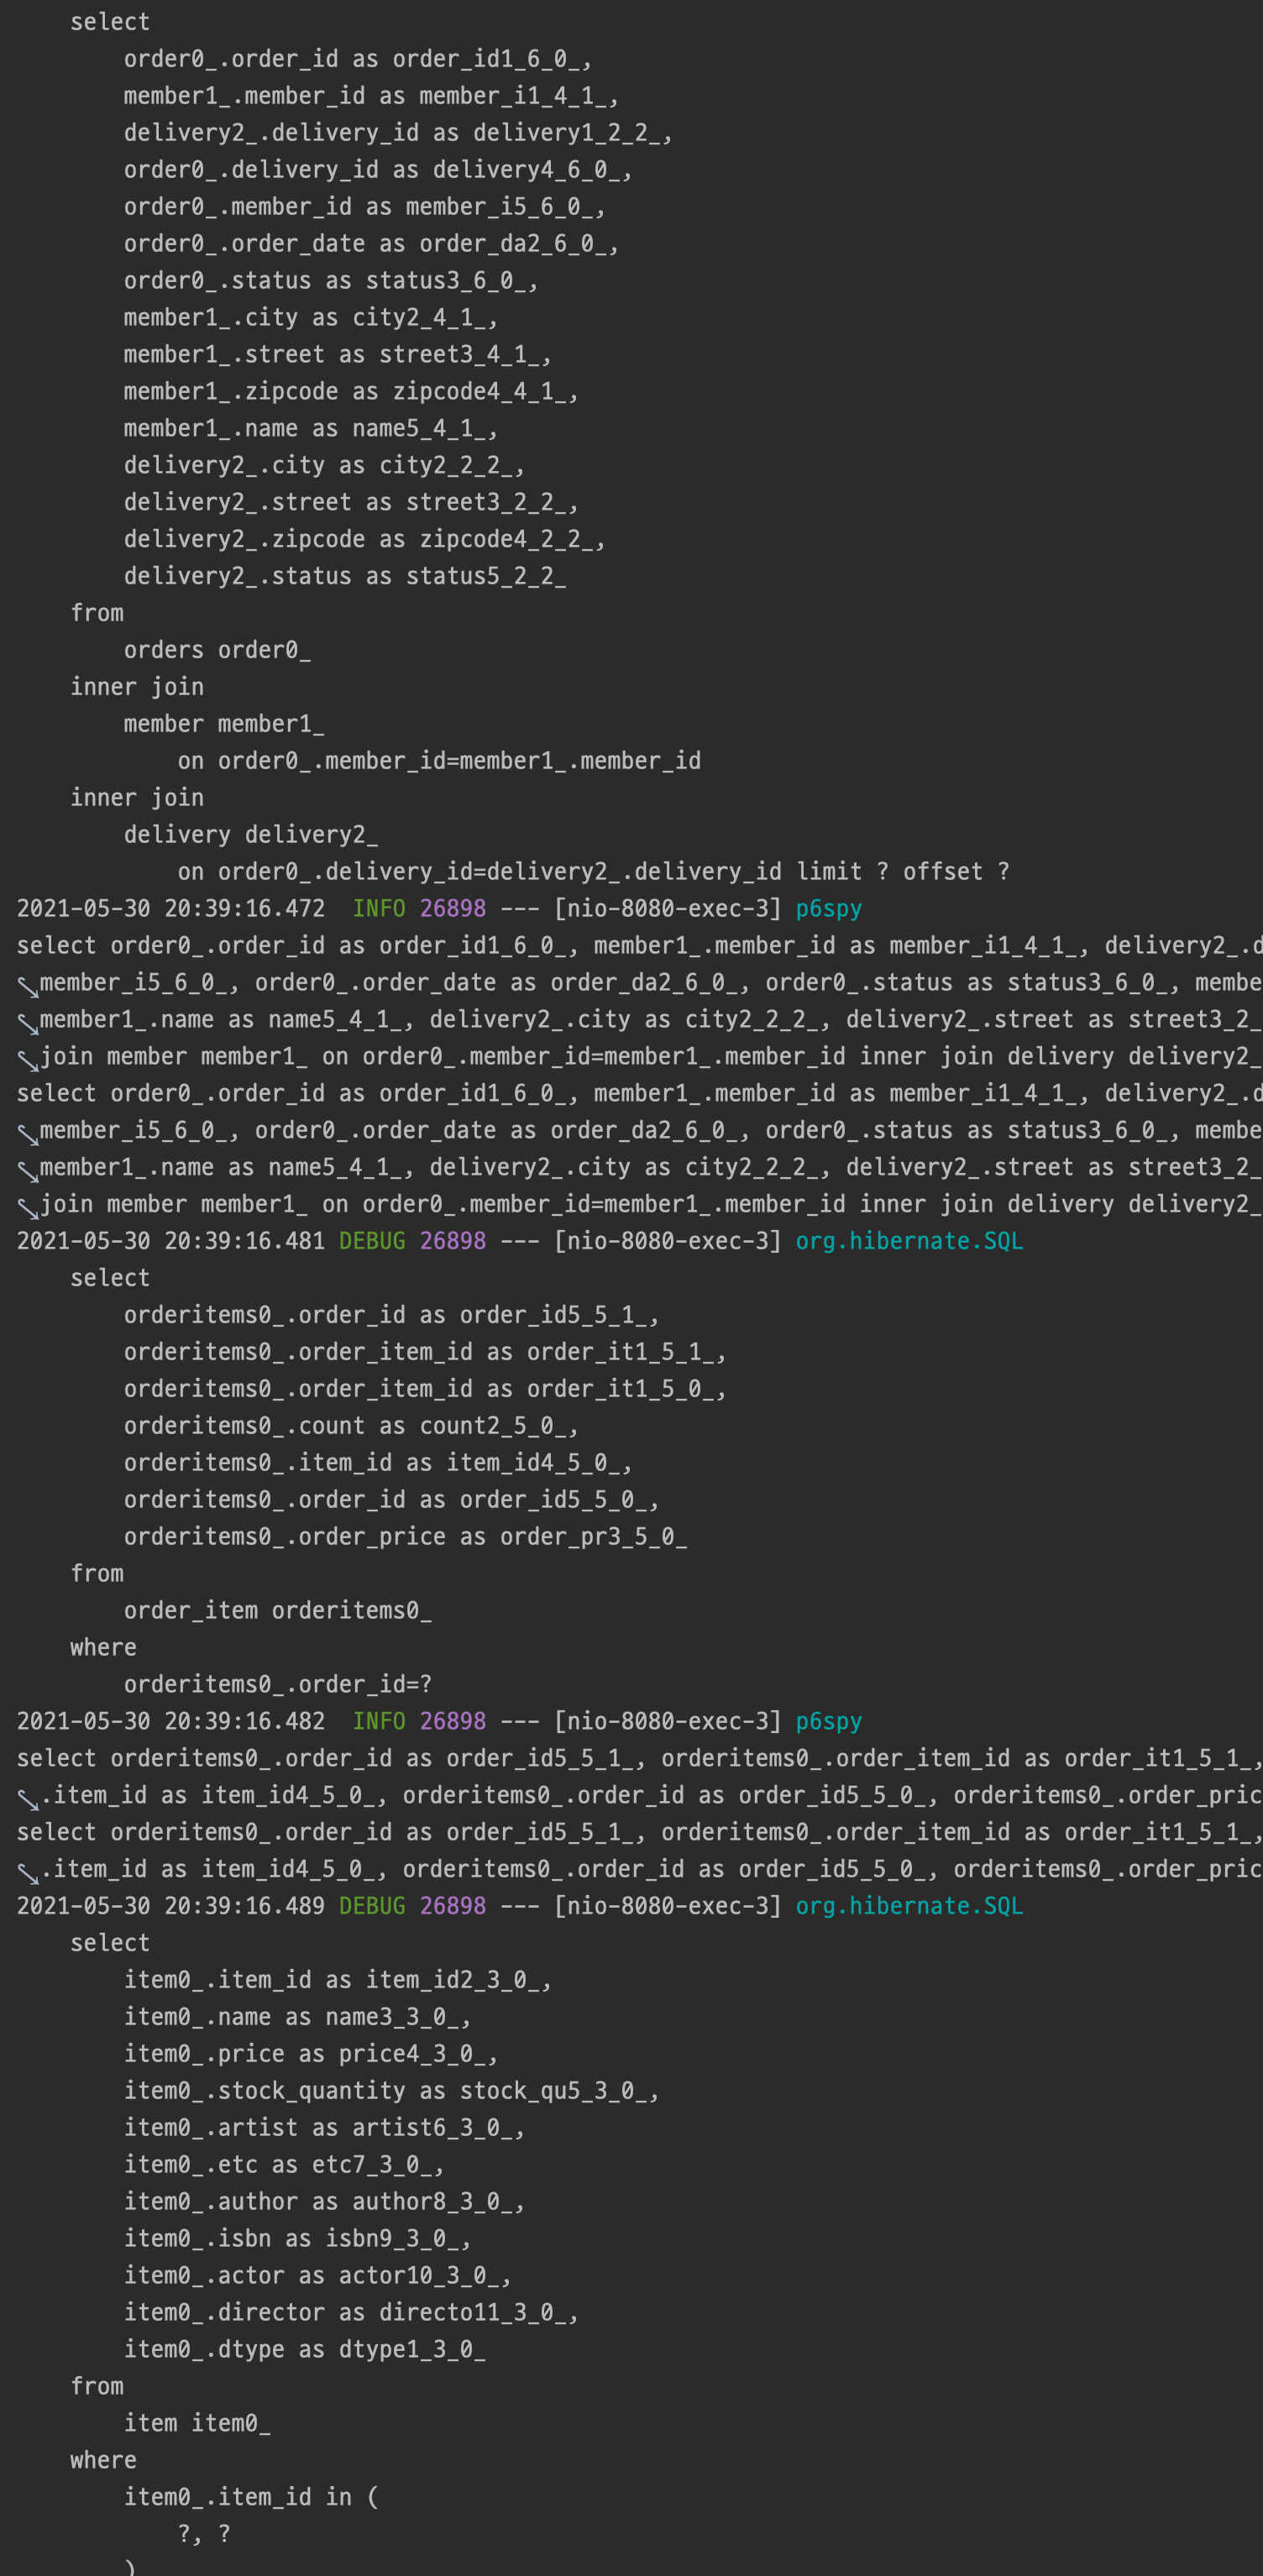 select
order0_.order_id as order_id1_6_0_,
member1_.member_id as member_i1_4_1_,
delivery2_.delivery_id as delivery1_2_2_,
order0_.delivery_id as delivery4_6_0_,
order0_.member_id as member_i5_6_0_,
order0_.order_date as order_da2_6_0_,
order0_.status as status3_6_0_,
member1_.city as city2_4_1_,
member1_.street as street3_4_1_,
member1_.zipcode as zipcode4_4_1_,
member1_.name as name5_4_1_,
delivery2_.city as city2_2_2_,
delivery2_.street as street3_2_2_,
delivery2_.zipcode as zipcode4_2_2_,
delivery2_.status as status5_2_2_
from
orders order0_
inner join
member member1_
on order0_.member_id=member1_.member_id
inner join
delivery delivery2_
on order0_.delivery_id=delivery2_.delivery_id limit ? offset ?
2021-05-30 20:39:16.472  INFO 26898 --- [nio-8080-exec-3] p6spy
select order0_.order_id as order_id1_6_0_, member1_.member_id as member_i1_4_1_, delivery2_.d
member_i5_6_0_, order0_.order_date as order_da2_6_0_, order0_.status as status3_6_0_, membe
member1_.name as name5_4_1_, delivery2_.city as city2_2_2_, delivery2_.street as street3_2_
join member member1_ on order0_.member_id=member1_.member_id inner join delivery delivery2_
select order0_.order_id as order_id1_6_0_, member1_.member_id as member_i1_4_1_, delivery2_.d
member_i5_6_0_, order0_.order_date as order_da2_6_0_, order0_.status as status3_6_0_, membe
member1_.name as name5_4_1_, delivery2_.city as city2_2_2_, delivery2_.street as street3_2_
join member member1_ on order0_.member_id=member1_.member_id inner join delivery delivery2_
2021-05-30 20:39:16.481 DEBUG 26898 --- [nio-8080-exec-3] org.hibernate.SQL
select
orderitems0_.order_id as order_id5_5_1_,
orderitems0_.order_item_id as order_it1_5_1_,
orderitems0_.order_item_id as order_it1_5_0_,
orderitems0_.count as count2_5_0_,
orderitems0_.item_id as item_id4_5_0_,
orderitems0_.order_id as order_id5_5_0_,
orderitems0_.order_price as order_pr3_5_0_
from
order_item orderitems0_
where
orderitems0_.order_id=?
2021-05-30 20:39:16.482  INFO 26898 --- [nio-8080-exec-3] p6spy
select orderitems0_.order_id as order_id5_5_1_, orderitems0_.order_item_id as order_it1_5_1_,
.item_id as item_id4_5_0_, orderitems0_.order_id as order_id5_5_0_, orderitems0_.order_pric
select orderitems0_.order_id as order_id5_5_1_, orderitems0_.order_item_id as order_it1_5_1_,
.item_id as item_id4_5_0_, orderitems0_.order_id as order_id5_5_0_, orderitems0_.order_pric
2021-05-30 20:39:16.489 DEBUG 26898 --- [nio-8080-exec-3] org.hibernate.SQL
select
item0_.item_id as item_id2_3_0_,
item0_.name as name3_3_0_,
item0_.price as price4_3_0_,
item0_.stock_quantity as stock_qu5_3_0_,
item0_.artist as artist6_3_0_,
item0_.etc as etc7_3_0_,
item0_.author as author8_3_0_,
item0_.isbn as isbn9_3_0_,
item0_.actor as actor10_3_0_,
item0_.director as directo11_3_0_,
item0_.dtype as dtype1_3_0_
from
item item0_
where
item0_.item_id in (
?, ?
)